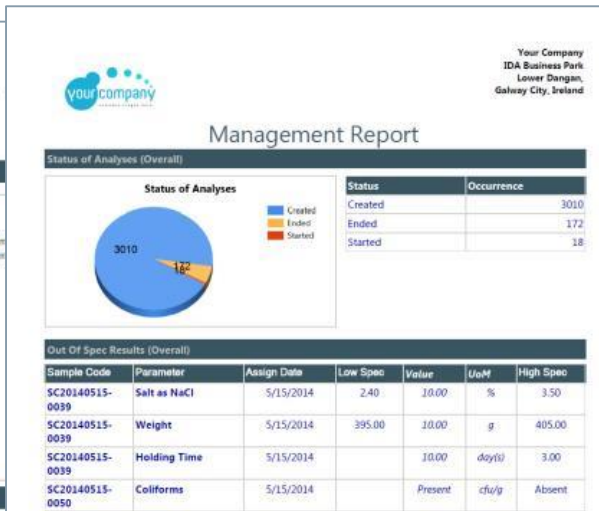 Your Company
IDA Business Park
Lower Dangan,
Galway City, Ireland
yourcompany
Management Report
Status of Analyses (Overall)
Status of Analyses
Created
Ended
Started
3010
172
18
Status Occurrence
Created 3010
Ended 172
Started 18
Out Of Spec Results (Overall)
Sample Code Parameter Assign Date Low Spec Value UoM High Spec
SC20140515-0039 Salt as NaCl 5/15/2014 2.40 10.00 % 3.50
SC20140515-0039 Weight 5/15/2014 395.00 10.00 g 405.00
SC20140515-0039 Holding Time 5/15/2014 10.00 day(s) 3.00
SC20140515-0050 Coliforms 5/15/2014 Present cfu/g Absent